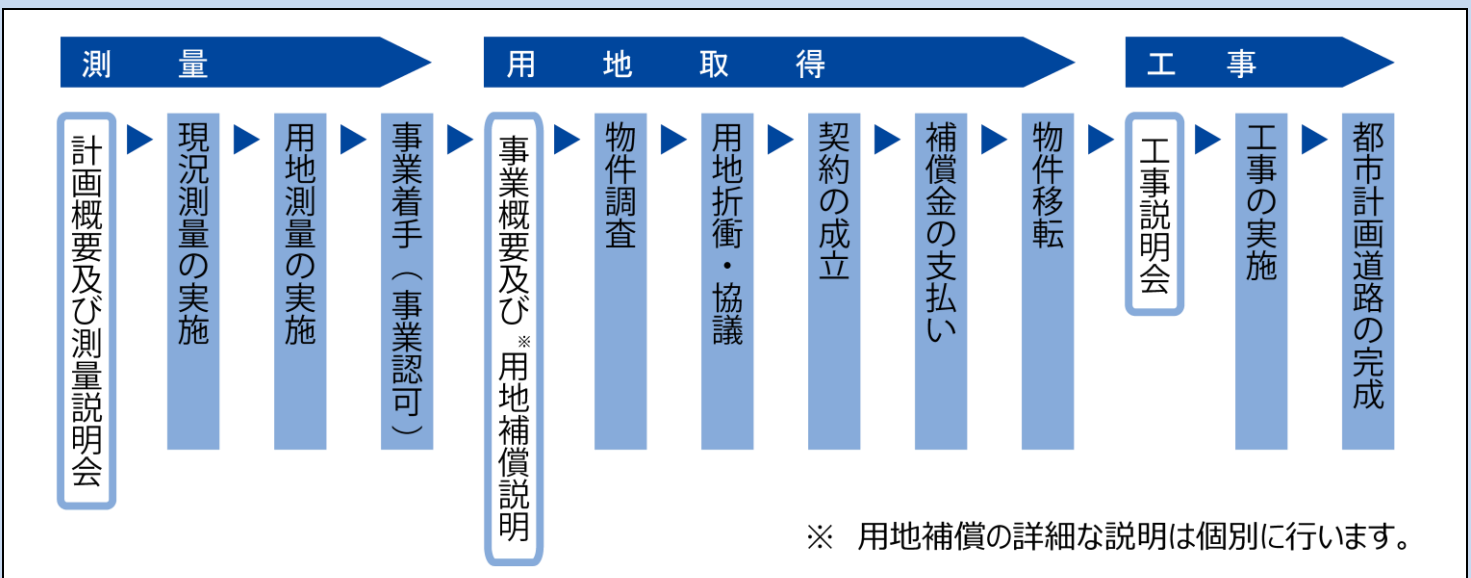 測量
用地取得
工事
計画概要及び測量説明会
現況測量の実施
用地測量の実施
事業着手（事業認可）
事業概要及び※用地補償説明
物件調査
用地折衝・協議
契約の成立
補償金の支払い
物件移転
工事説明会
工事の実施
都市計画道路の完成
※　用地補償の詳細な説明は個別に行います。